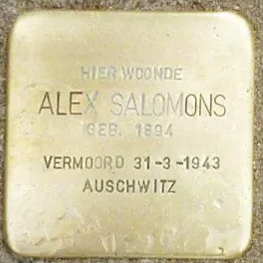 HIER WOONDE
ALEX SALOMONS
GEB. 1894
VERMOORD 31-3-1943
AUSCHWITZ